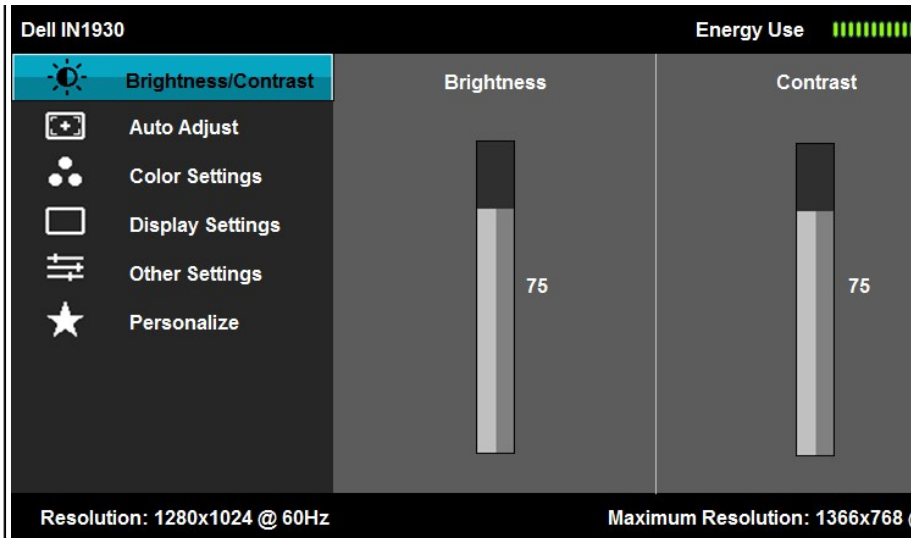 Dell IN1930
Energy Use
Brightness/Contrast
Auto Adjust
Color Settings
Display Settings
Other Settings
Personalize
Brightness
75
Contrast
75
Resolution: 1280x1024 @ 60Hz
Maximum Resolution: 1366x768